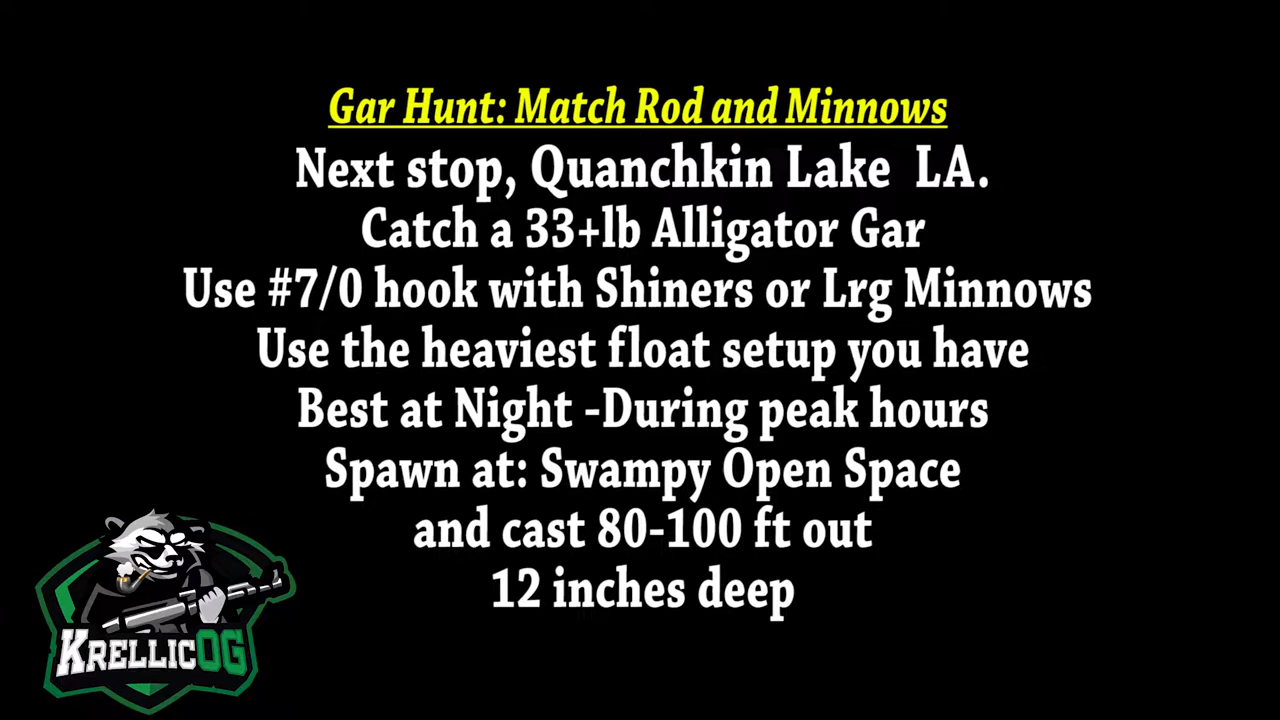 Gar Hunt: Match Rod and Minnows
Next stop, Quanchkin Lake LA.
Catch a 33+lb Alligator Gar
Use #7/0 hook with Shiners or Lrg Minnows
Use the heaviest float setup you have
Best at Night -During peak hours
Spawn at: Swampy Open Space
and cast 80-100 ft out
12 inches deep
KRELLICOG